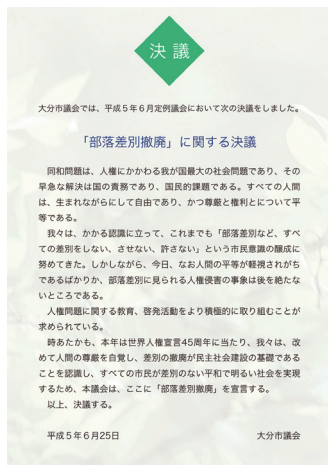 決議
大分市議会では、平成５年６月定例議会において次の決議をしました。
「部落差別撤廃」に関する決議
同和問題は、人権にかかわる我が国最大の社会問題であり、その
早急な解決は国の責務であり、国民的課題である。すべての人間
は、生まれながらにして自由であり、かつ尊厳と権利とについて平
等である。
我々は、かかる認識に立って、これまでも「部落差別など、すべ
ての差別をしない、させない、許さない」という市民意識の醸成に
努めてきた。しかしながら、今日、なお人間の平等が軽視されがち
であるばかりか、部落差別に見られる人権侵害の事象は後を絶たな
いところである。
人権問題に関する教育、啓発活動をより積極的に取り組むことが
求められている。
時あたかも、本年は世界人権宣言45周年に当たり、我々は、改
めて人間の尊厳を自覚し、差別の撤廃が民主社会建設の基礎である
ことを認識し、すべての市民が差別のない平和で明るい社会を実現
するため、本議会は、ここに「部落差別撤廃」を宣言する。
以上、決議する。
平成５年６月25日　大分市議会